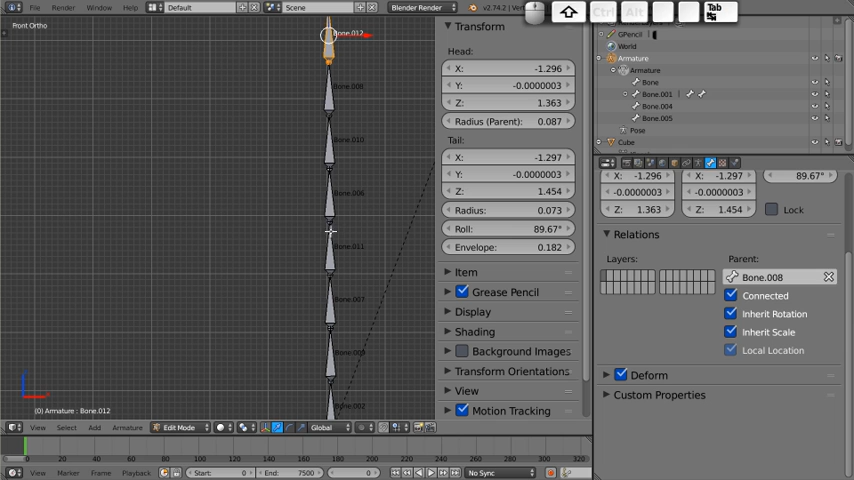 File Render Window Help Default Scene Blender Render v2.74.2 Ctrl Alt Tab
Front Ortho
Bone.012
Bone.008
Bone.010
Bone.006
Bone.011
Bone.007
Bone.002
(0) Armature : Bone.012
View Select Add Armature Edit Mode Global
Transform
Head:
X: -1.296
Y: -0.0000003
Z: 1.363
Radius (Parent): 0.087
Tail:
X: -1.297
Y: -0.0000003
Z: 1.454
Radius: 0.073
Roll: 89.67°
Envelope: 0.182
Item
Grease Pencil
Display
Shading
Background Images
Transform Orientations
View
Motion Tracking
GPencil
World
Armature
Armature
Bone
Bone.001
Bone.004
Bone.005
Pose
Cube
X: -1.296 X: -1.297 89.67°
-0.0000003 -0.0000003
Z: 1.363 Z: 1.454 Lock
Relations
Layers: Parent:
Bone.008
Connected
Inherit Rotation
Inherit Scale
Local Location
Deform
Custom Properties
0 20 40 60 80 100 120 140 160 180 200 220 240 260 280 300 320
View Marker Frame Playback Start: 0 End: 7500 0 No Sync